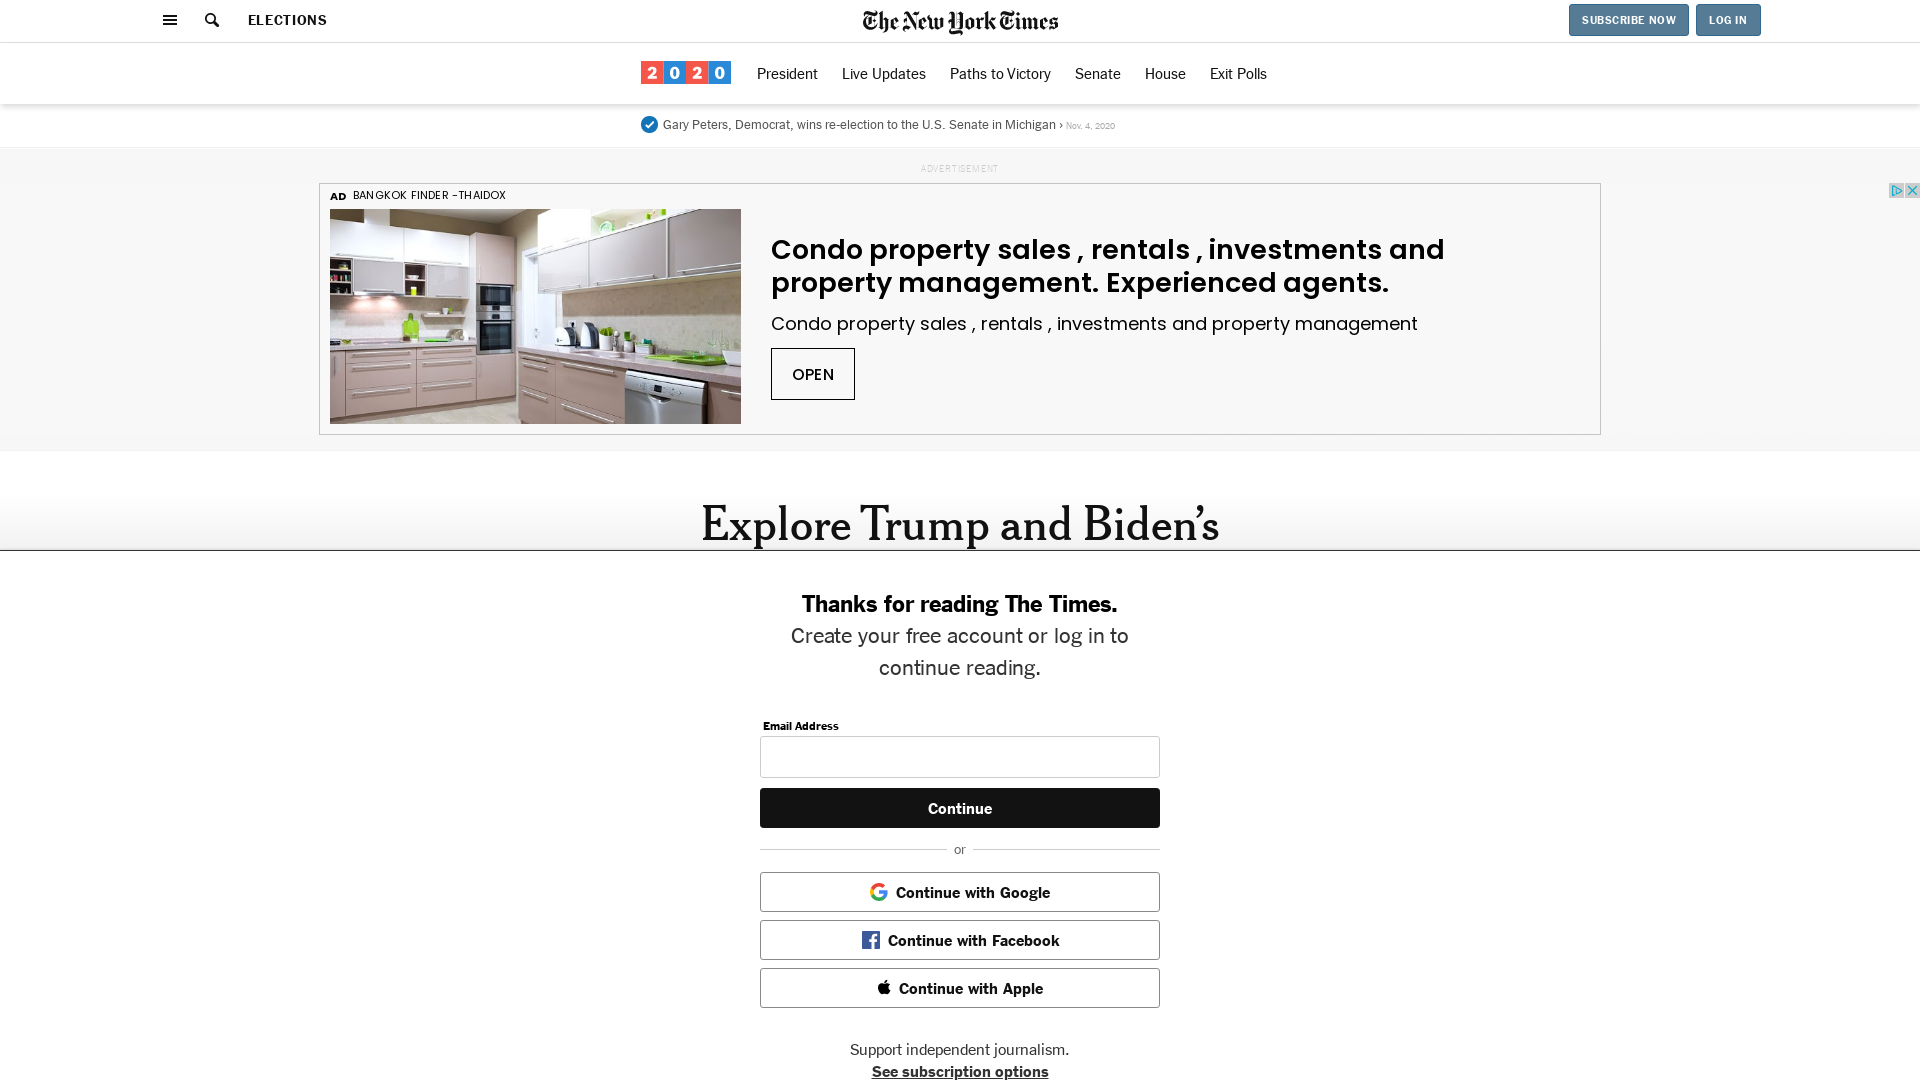 ELECTIONS
The New York Times
SUBSCRIBE NOW
LOG IN
2020
President
Live Updates
Paths to Victory
Senate
House
Exit Polls
Gary Peters, Democrat, wins re-election to the U.S. Senate in Michigan › Nov. 4, 2020
ADVERTISEMENT
AD BANGKOK FINDER -THAIDOX
Condo property sales , rentals , investments and
property management. Experienced agents.
Condo property sales , rentals , investments and property management
OPEN
Explore Trump and Biden’s
Thanks for reading The Times.
Create your free account or log in to
continue reading.
Email Address
Continue
or
Continue with Google
Continue with Facebook
Continue with Apple
Support independent journalism.
See subscription options